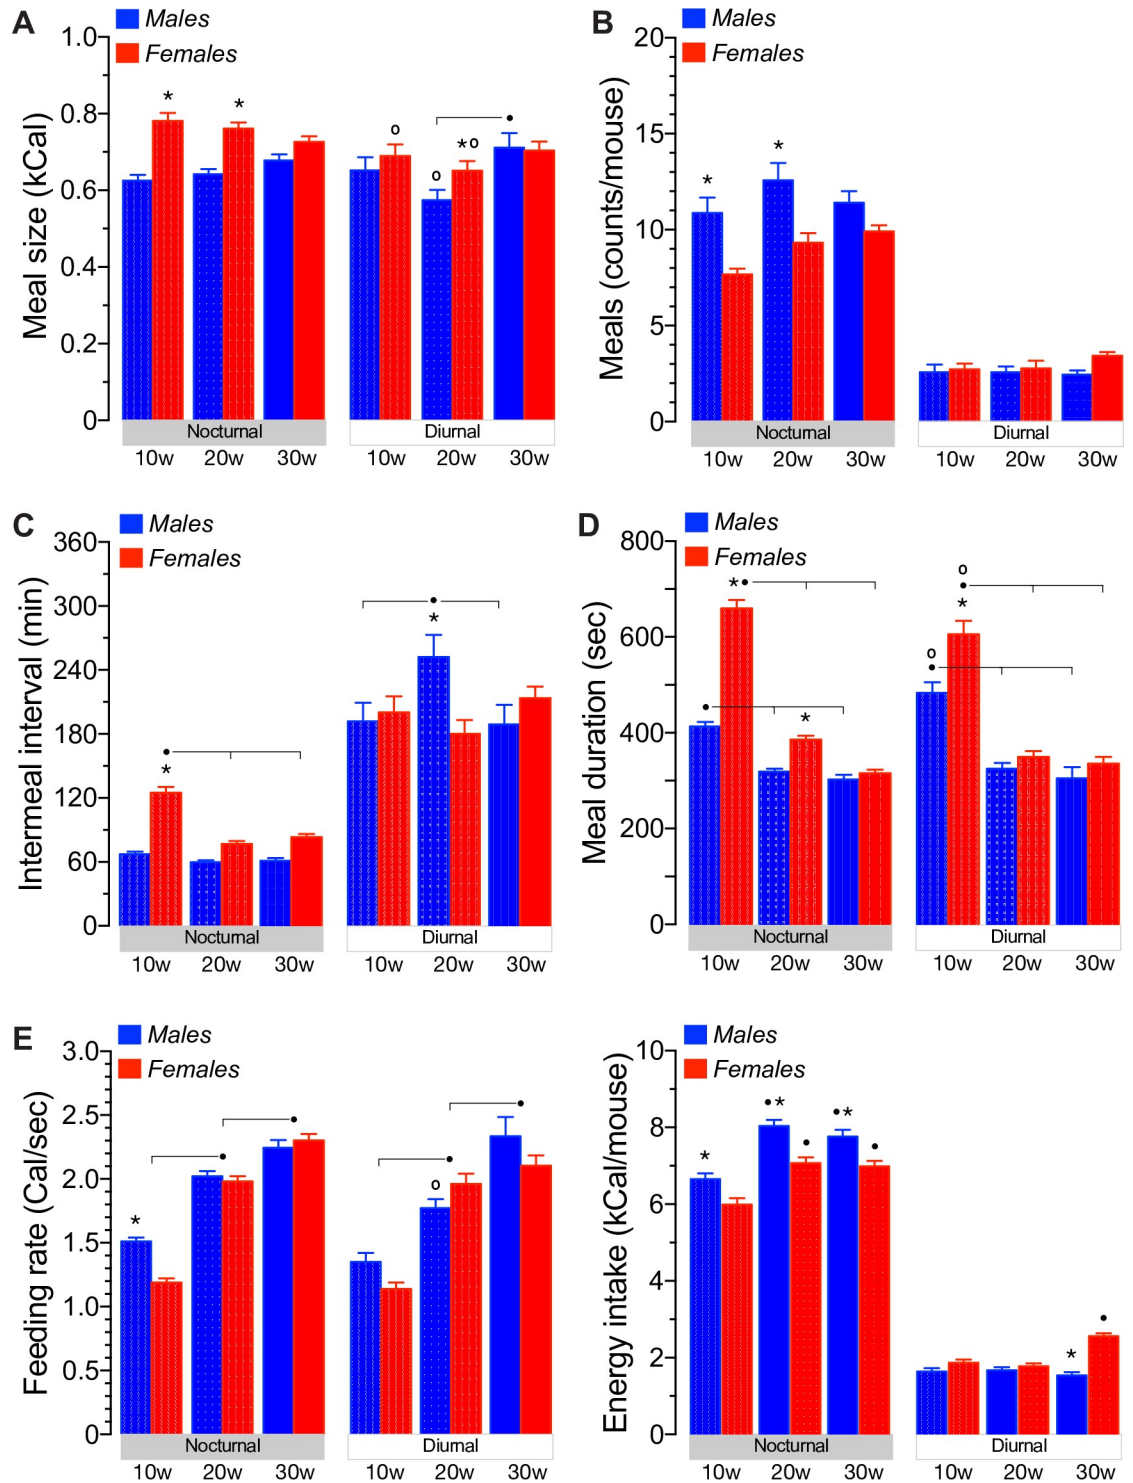 A
Males
Females
Meal size (kCal)
1.0
0.8
0.6
0.4
0.2
0
* * o o *o •
Nocturnal Diurnal
10w 20w 30w 10w 20w 30w
B
Males
Females
Meals (counts/mouse)
20
15
10
5
0
* *
Nocturnal Diurnal
10w 20w 30w 10w 20w 30w
C
Males
Females
Intermeal interval (min)
360
300
240
180
120
60
0
• * • *
Nocturnal Diurnal
10w 20w 30w 10w 20w 30w
D
Males
Females
Meal duration (sec)
800
600
400
200
0
• *• * o • o • *
Nocturnal Diurnal
10w 20w 30w 10w 20w 30w
E
Males
Females
Feeding rate (Cal/sec)
3.0
2.5
2.0
1.5
1.0
0.5
0
* • • • o •
Nocturnal Diurnal
10w 20w 30w 10w 20w 30w
Males
Females
Energy intake (kCal/mouse)
10
8
6
4
2
0
* •* • •* • * •
Nocturnal Diurnal
10w 20w 30w 10w 20w 30w